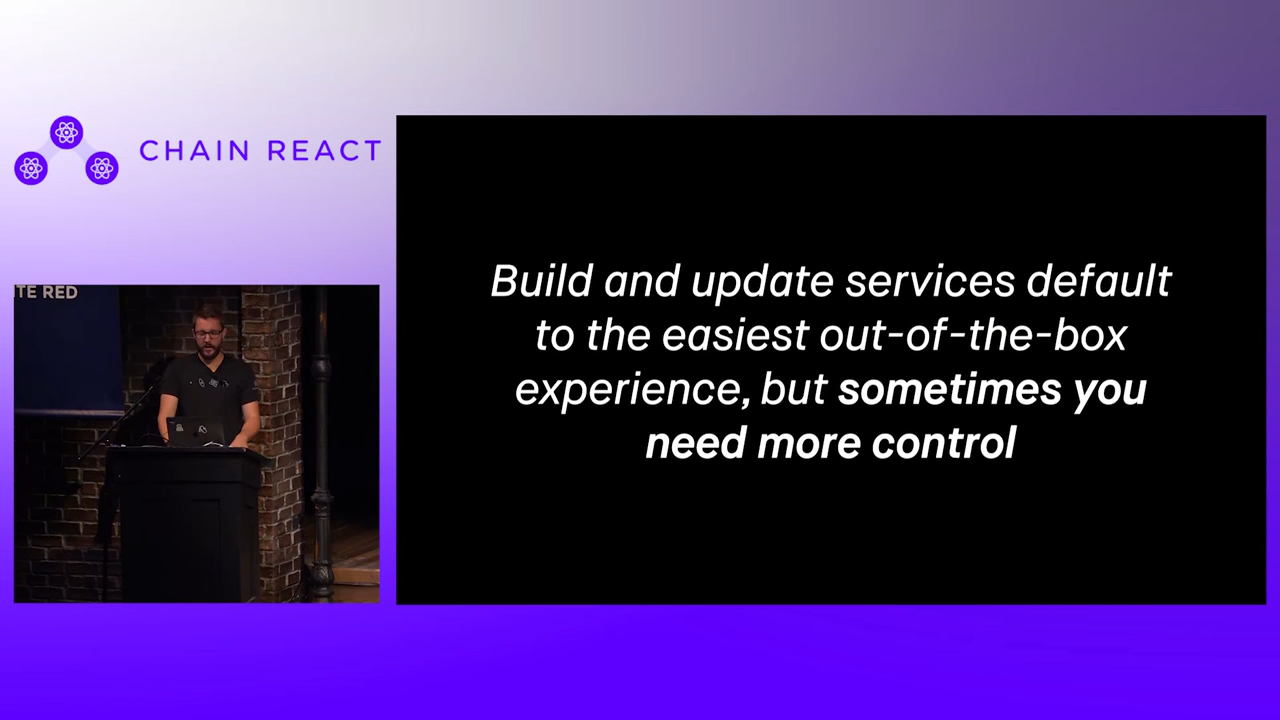 CHAIN REACT
ITE RED
Build and update services default
to the easiest out-of-the-box
experience, but sometimes you
need more control